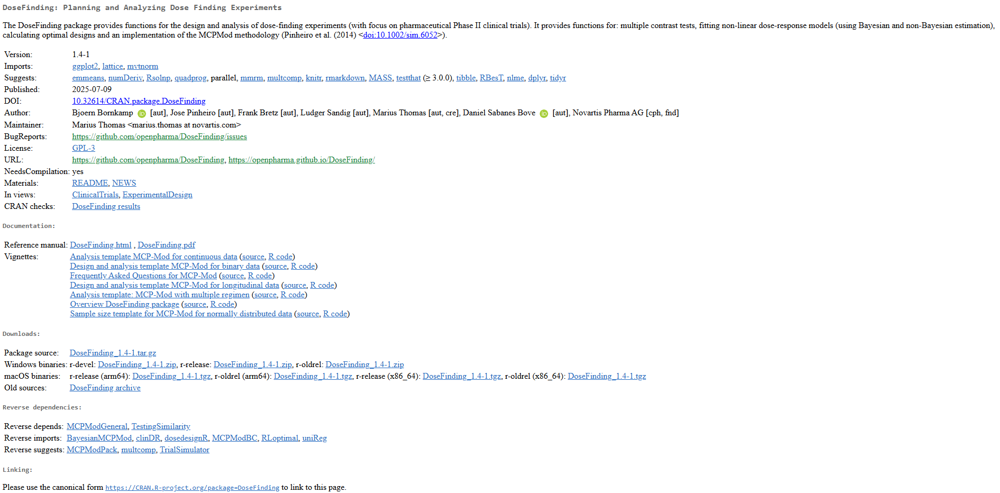 DoseFinding: Planning and Analyzing Dose Finding Experiments
The DoseFinding package provides functions for the design and analysis of dose-finding experiments (with focus on pharmaceutical Phase II clinical trials). It provides functions for: multiple contrast tests, fitting non-linear dose-response models (using Bayesian and non-Bayesian estimation),
calculating optimal designs and an implementation of the MCPMod methodology (Pinheiro et al. (2014) <doi:10.1002/sim.6052>).
Version: 1.4-1
Imports: ggplot2, lattice, mvtnorm
Suggests: emmeans, numDeriv, Rsolnp, quadprog, parallel, mmrm, multcomp, knitr, rmarkdown, MASS, testthat (≥ 3.0.0), tibble, RBesT, nlme, dplyr, tidyr
Published: 2025-07-09
DOI: 10.32614/CRAN.package.DoseFinding
Author: Bjoern Bornkamp iD [aut], Jose Pinheiro [aut], Frank Bretz [aut], Ludger Sandig [aut], Marius Thomas [aut, cre], Daniel Sabanes Bove iD [aut], Novartis Pharma AG [cph, fnd]
Maintainer: Marius Thomas <marius.thomas at novartis.com>
BugReports: https://github.com/openpharma/DoseFinding/issues
License: GPL-3
URL: https://github.com/openpharma/DoseFinding, https://openpharma.github.io/DoseFinding/
NeedsCompilation: yes
Materials: README, NEWS
In views: ClinicalTrials, ExperimentalDesign
CRAN checks: DoseFinding results
Documentation:
Reference manual: DoseFinding.html , DoseFinding.pdf
Vignettes: Analysis template MCP-Mod for continuous data (source, R code)
Design and analysis template MCP-Mod for binary data (source, R code)
Frequently Asked Questions for MCP-Mod (source, R code)
Design and analysis template MCP-Mod for longitudinal data (source, R code)
Analysis template: MCP-Mod with multiple regimen (source, R code)
Overview DoseFinding package (source, R code)
Sample size template for MCP-Mod for normally distributed data (source, R code)
Downloads:
Package source: DoseFinding_1.4-1.tar.gz
Windows binaries: r-devel: DoseFinding_1.4-1.zip, r-release: DoseFinding_1.4-1.zip, r-oldrel: DoseFinding_1.4-1.zip
macOS binaries: r-release (arm64): DoseFinding_1.4-1.tgz, r-oldrel (arm64): DoseFinding_1.4-1.tgz, r-release (x86_64): DoseFinding_1.4-1.tgz, r-oldrel (x86_64): DoseFinding_1.4-1.tgz
Old sources: DoseFinding archive
Reverse dependencies:
Reverse depends: MCPModGeneral, TestingSimilarity
Reverse imports: BayesianMCPMod, clinDR, dosedesignR, MCPModBC, RLoptimal, uniReg
Reverse suggests: MCPModPack, multcomp, TrialSimulator
Linking:
Please use the canonical form https://CRAN.R-project.org/package=DoseFinding to link to this page.